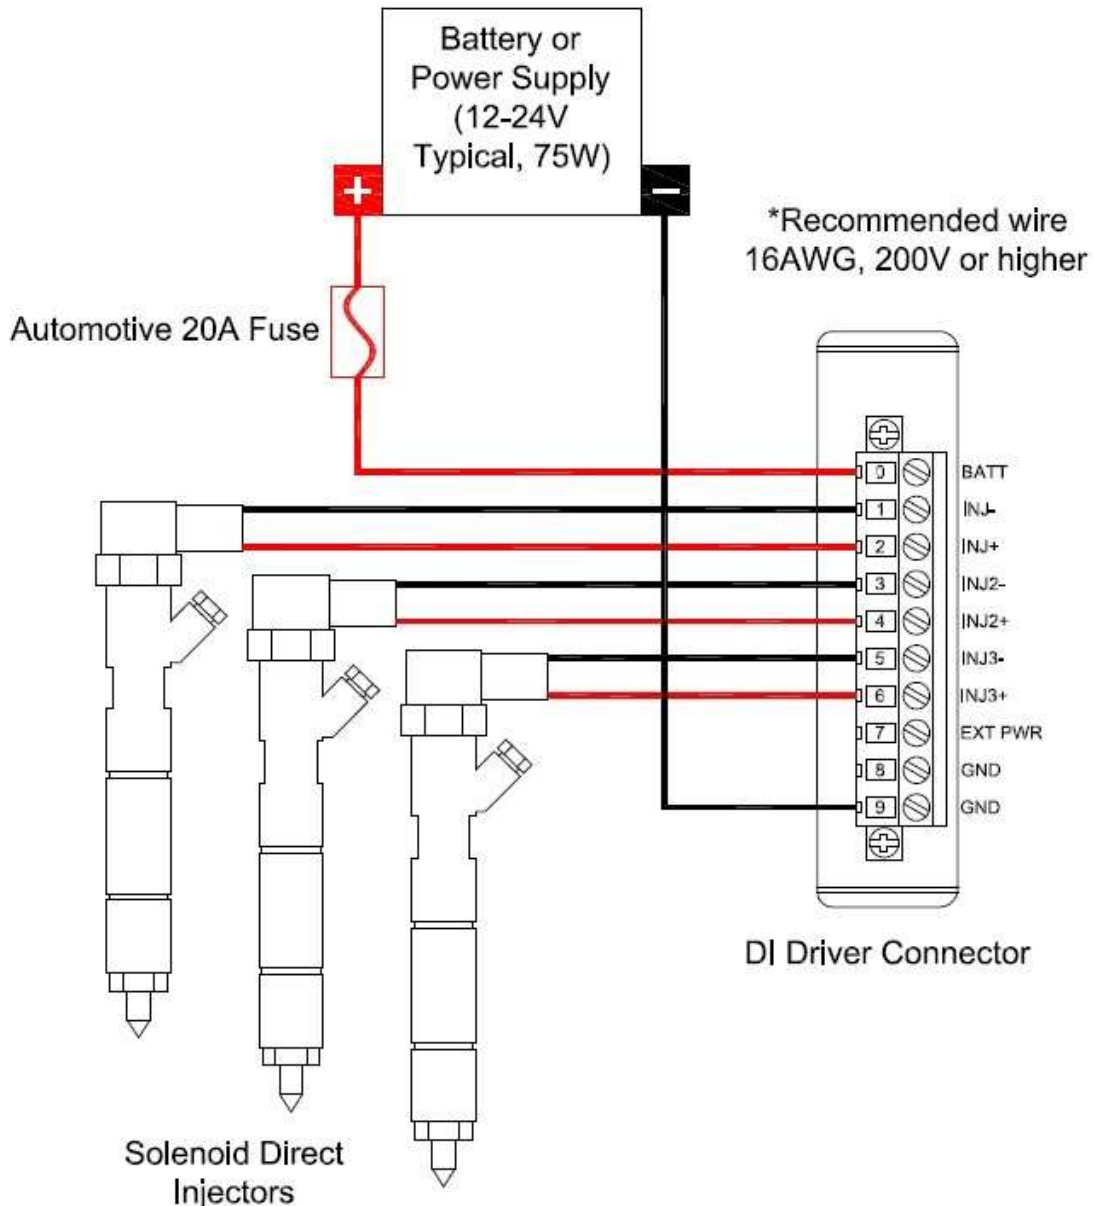 Battery or
Power Supply
(12-24V
Typical, 75W)
+
-
*Recommended wire
16AWG, 200V or higher
Automotive 20A Fuse
0 BATT
1 INJ-
2 INJ+
3 INJ2-
4 INJ2+
5 INJ3-
6 INJ3+
7 EXT PWR
8 GND
9 GND
DI Driver Connector
Solenoid Direct
Injectors